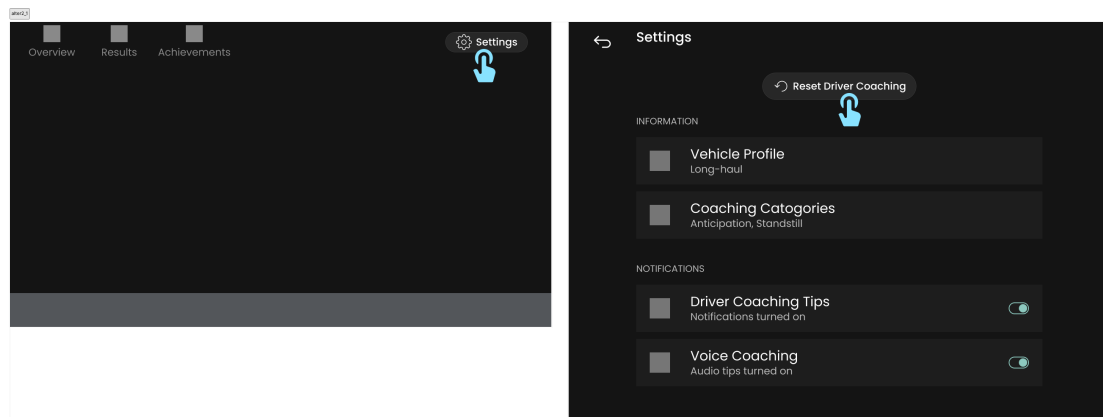 alter2_1
Overview
Results
Achievements
Settings
Settings
Reset Driver Coaching
INFORMATION
Vehicle Profile
Long-haul
Coaching Catogories
Anticipation, Standstill
NOTIFICATIONS
Driver Coaching Tips
Notifications turned on
Voice Coaching
Audio tips turned on